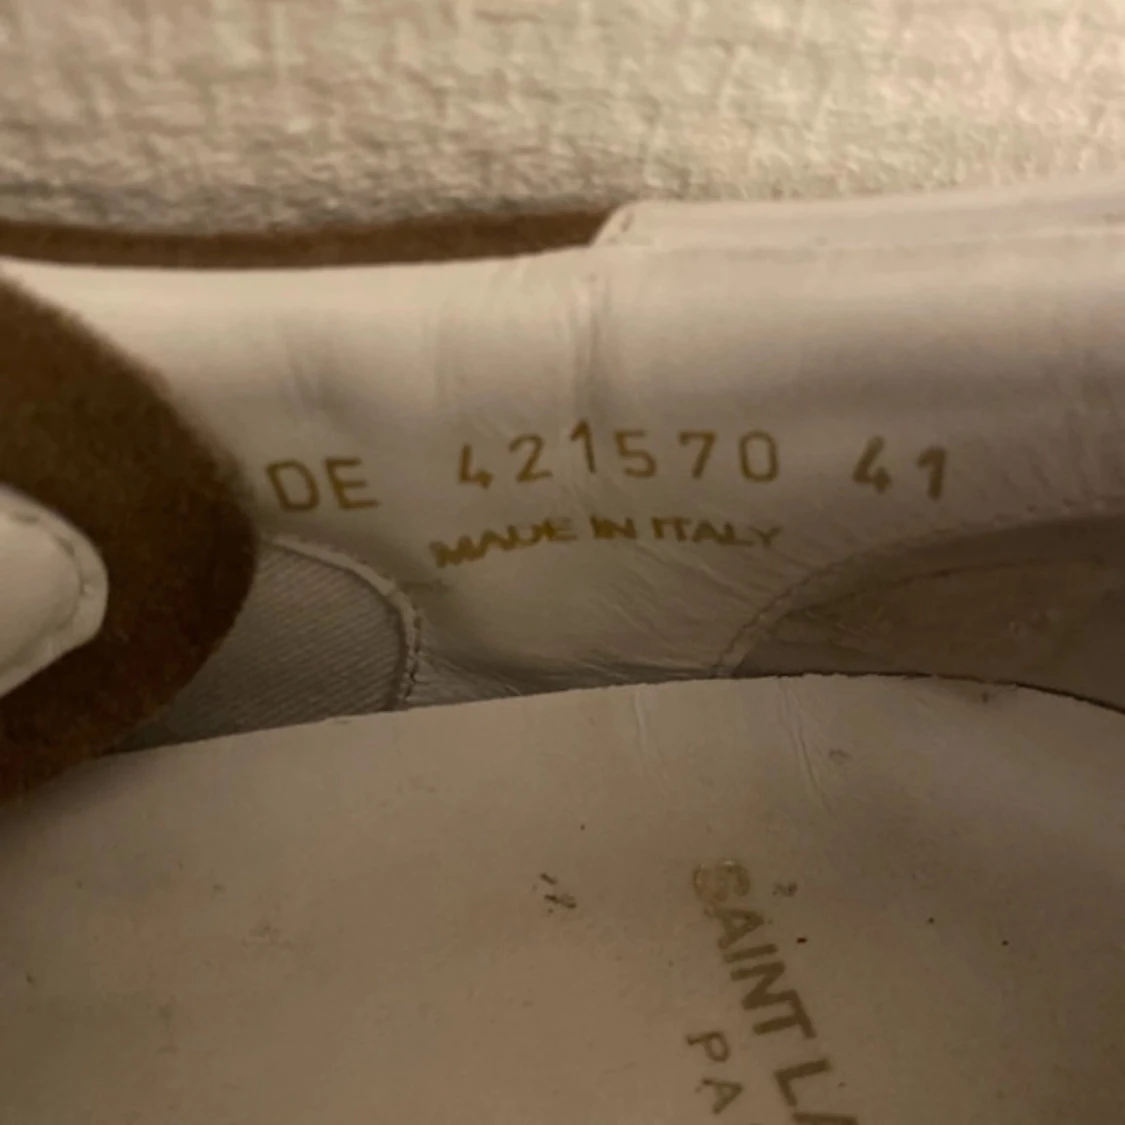 DE 421570 41
MADE IN ITALY
SAINT LA
PA